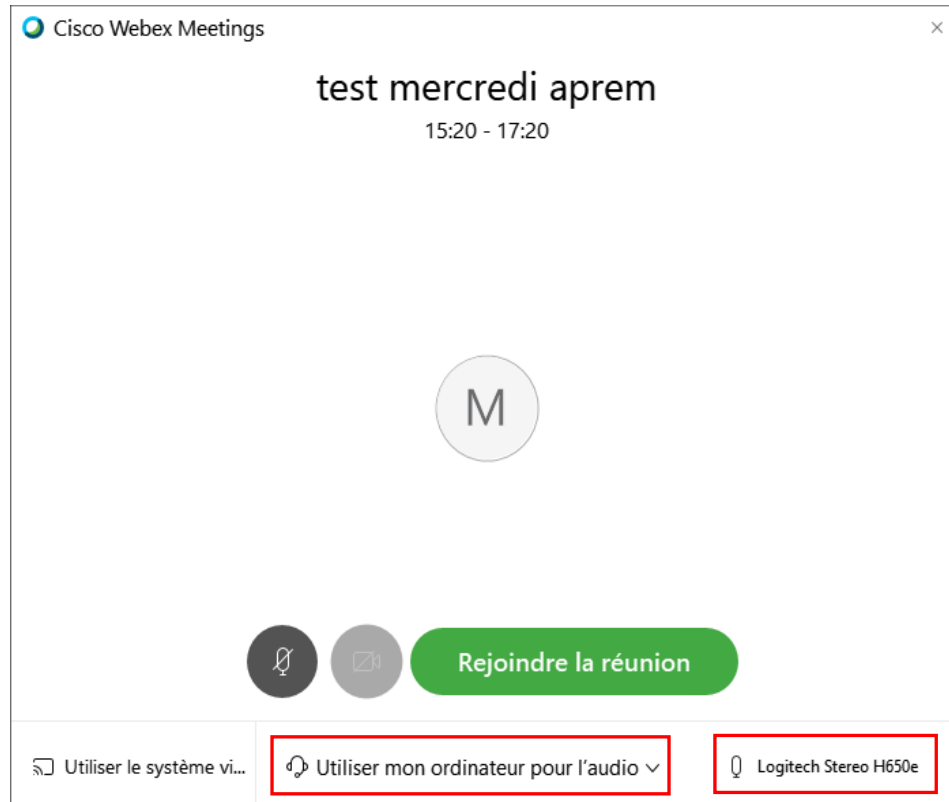 Cisco Webex Meetings
test mercredi aprem
15:20 - 17:20
M
Rejoindre la réunion
Utiliser le système vi...
Utiliser mon ordinateur pour l'audio
Logitech Stereo H650e